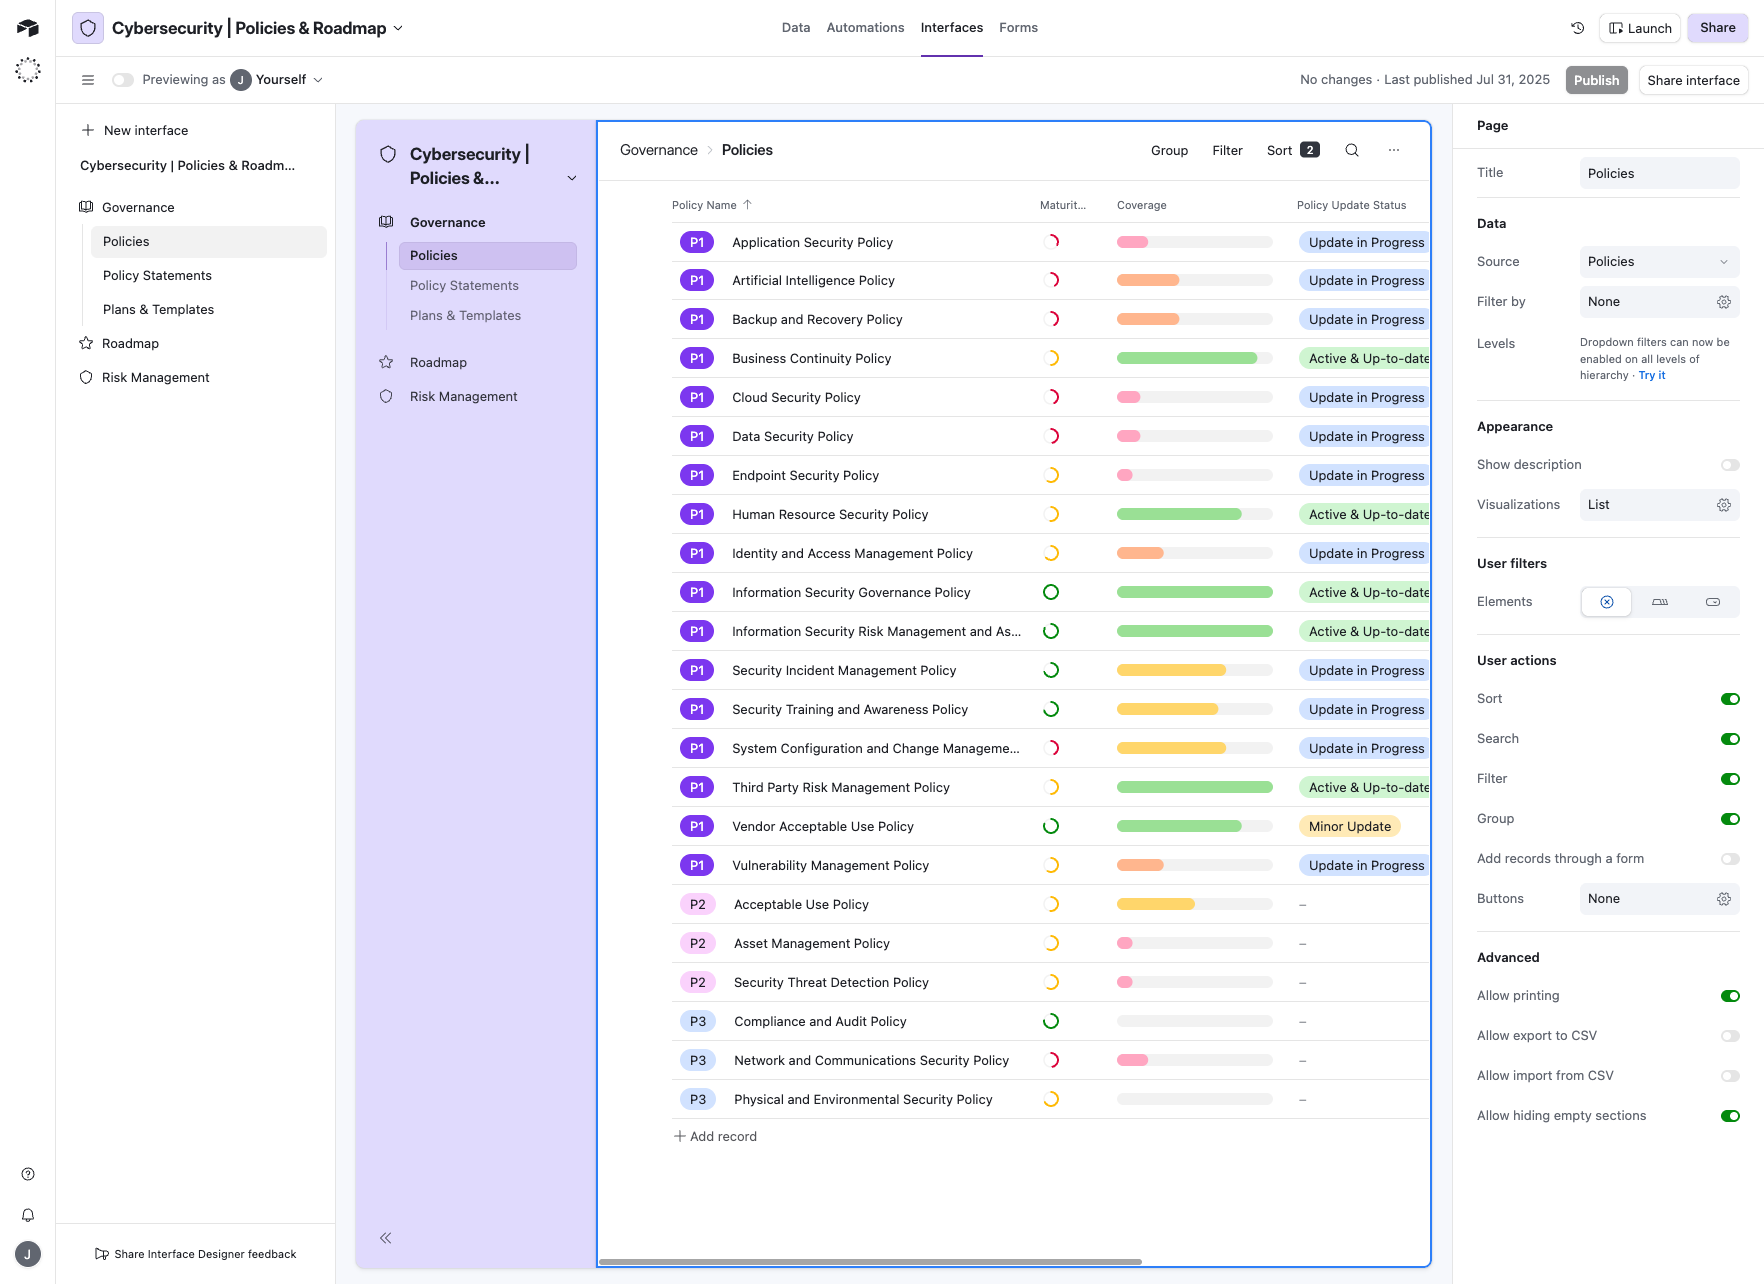 Cybersecurity | Policies & Roadmap
Data
Automations
Interfaces
Forms
Launch
Share
Previewing as
J
Yourself
No changes · Last published Jul 31, 2025
Publish
Share interface
New interface
Cybersecurity | Policies & Roadm...
Governance
Policies
Policy Statements
Plans & Templates
Roadmap
Risk Management
Share Interface Designer feedback
J
Cybersecurity |
Policies &...
Governance
Policies
Policy Statements
Plans & Templates
Roadmap
Risk Management
Governance
Policies
Group
Filter
Sort 2
Policy Name
Maturit...
Coverage
Policy Update Status
P1 Application Security Policy Update in Progress
P1 Artificial Intelligence Policy Update in Progress
P1 Backup and Recovery Policy Update in Progress
P1 Business Continuity Policy Active & Up-to-date
P1 Cloud Security Policy Update in Progress
P1 Data Security Policy Update in Progress
P1 Endpoint Security Policy Update in Progress
P1 Human Resource Security Policy Active & Up-to-date
P1 Identity and Access Management Policy Update in Progress
P1 Information Security Governance Policy Active & Up-to-date
P1 Information Security Risk Management and As... Active & Up-to-date
P1 Security Incident Management Policy Update in Progress
P1 Security Training and Awareness Policy Update in Progress
P1 System Configuration and Change Manageme... Update in Progress
P1 Third Party Risk Management Policy Active & Up-to-date
P1 Vendor Acceptable Use Policy Minor Update
P1 Vulnerability Management Policy Update in Progress
P2 Acceptable Use Policy –
P2 Asset Management Policy –
P2 Security Threat Detection Policy –
P3 Compliance and Audit Policy –
P3 Network and Communications Security Policy –
P3 Physical and Environmental Security Policy –
Add record
Page
Title
Policies
Data
Source
Policies
Filter by
None
Levels
Dropdown filters can now be
enabled on all levels of
hierarchy · Try it
Appearance
Show description
Visualizations
List
User filters
Elements
User actions
Sort
Search
Filter
Group
Add records through a form
Buttons
None
Advanced
Allow printing
Allow export to CSV
Allow import from CSV
Allow hiding empty sections